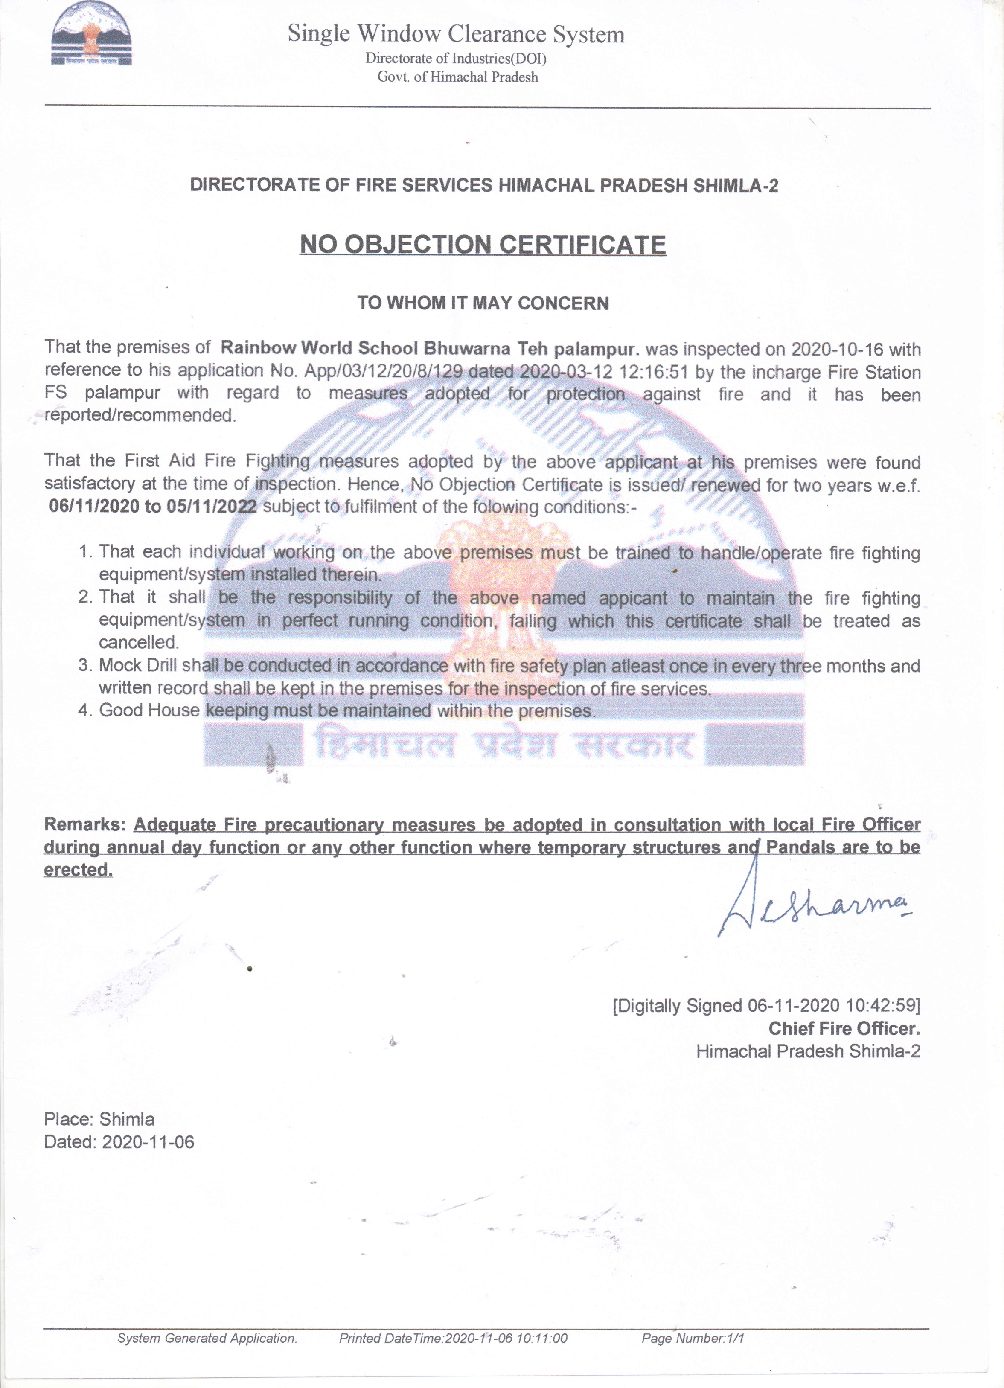 Single Window Clearance System
Directorate of Industries(DOI)
Govt. of Himachal Pradesh
DIRECTORATE OF FIRE SERVICES HIMACHAL PRADESH SHIMLA-2
NO OBJECTION CERTIFICATE
TO WHOM IT MAY CONCERN
That the premises of Rainbow World School Bhuwarna Teh palampur. was inspected on 2020-10-16 with
reference to his application No. App/03/12/20/8/129 dated 2020-03-12 12:16:51 by the incharge Fire Station
FS palampur with regard to measures adopted for protection against fire and it has been
reported/recommended.
That the First Aid Fire Fighting measures adopted by the above applicant at his premises were found
satisfactory at the time of inspection. Hence, No Objection Certificate is issued/ renewed for two years w.e.f.
06/11/2020 to 05/11/2022 subject to fulfilment of the folowing conditions:-
1. That each individual working on the above premises must be trained to handle/operate fire fighting
equipment/system installed therein.
2. That it shall be the responsibility of the above named appicant to maintain the fire fighting
equipment/system in perfect running condition, failing which this certificate shall be treated as
cancelled.
3. Mock Drill shall be conducted in accordance with fire safety plan atleast once in every three months and
written record shall be kept in the premises for the inspection of fire services.
4. Good House keeping must be maintained within the premises.
हिमाचल प्रदेश सरकार
Remarks: Adequate Fire precautionary measures be adopted in consultation with local Fire Officer
during annual day function or any other function where temporary structures and Pandals are to be
erected.
[Digitally Signed 06-11-2020 10:42:59]
Chief Fire Officer.
Himachal Pradesh Shimla-2
Place: Shimla
Dated: 2020-11-06
System Generated Application. Printed DateTime:2020-11-06 10:11:00 Page Number:1/1